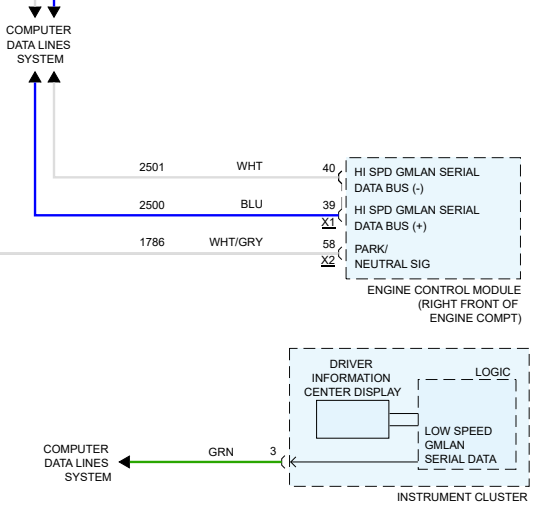 COMPUTER
DATA LINES
SYSTEM
2501 WHT 40 HI SPD GMLAN SERIAL
DATA BUS (-)
2500 BLU 39 HI SPD GMLAN SERIAL
X1 DATA BUS (+)
1786 WHT/GRY 58 PARK/
X2 NEUTRAL SIG
ENGINE CONTROL MODULE
(RIGHT FRONT OF
ENGINE COMPT)
DRIVER
INFORMATION
CENTER DISPLAY
LOGIC
LOW SPEED
GMLAN
SERIAL DATA
COMPUTER
DATA LINES
SYSTEM
GRN 3
INSTRUMENT CLUSTER